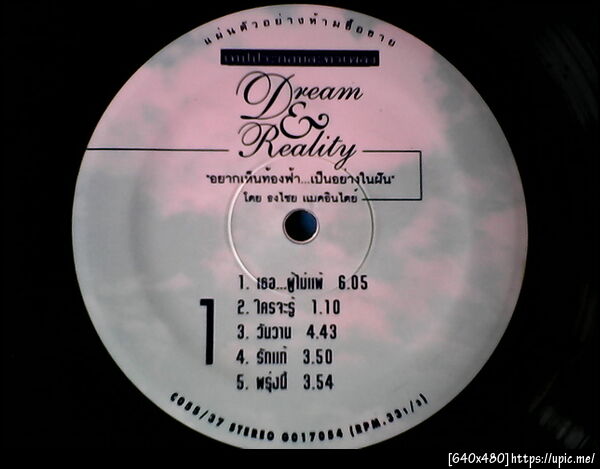 แผ่นตัวอย่างห้ามซื้อขาย
Dream
&
Reality
"อยากเห็นท้องฟ้า...เป็นอย่างในฝัน"
โดย ธงไชย แมคอินไตย์
1
1. เธอ...ผู้ไม่แพ้ 6.05
2. ใครจะรู้ 1.10
3. วันวาน 4.43
4. รักแท้ 3.50
5. พรุ่งนี้ 3.54
STEREO 0017054 (RPM.33 1/3)
[640x480]https://upic.me/